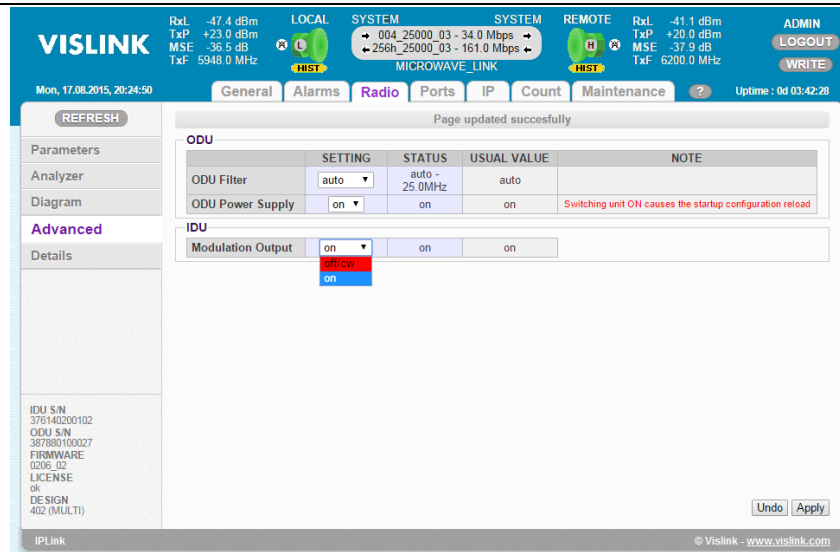 VISLINK
RxL -47.4 dBm
TxP +23.0 dBm
MSE -36.5 dB
TxF 5948.0 MHz
LOCAL
R L
HIST
SYSTEM SYSTEM
→ 004_25000_03 - 34.0 Mbps →
← 256h_25000_03 - 161.0 Mbps ←
MICROWAVE_LINK
REMOTE
H R
HIST
RxL -41.1 dBm
TxP +20.0 dBm
MSE -37.9 dB
TxF 6200.0 MHz
ADMIN
LOGOUT
WRITE
Mon, 17.08.2015, 20:24:50
General Alarms Radio Ports IP Count Maintenance ?
Uptime : 0d 03:42:28
REFRESH
Page updated succesfully
Parameters
Analyzer
Diagram
Advanced
Details
ODU
SETTING STATUS USUAL VALUE NOTE
ODU Filter auto auto - 25.0MHz auto
ODU Power Supply on on on Switching unit ON causes the startup configuration reload
IDU
Modulation Output on on on
off/cw
on
IDU S/N
376140200102
ODU S/N
387880100027
FIRMWARE
0206_02
LICENSE
ok
DESIGN
402 (MULTI)
Undo Apply
IPLink
© Vislink - www.vislink.com